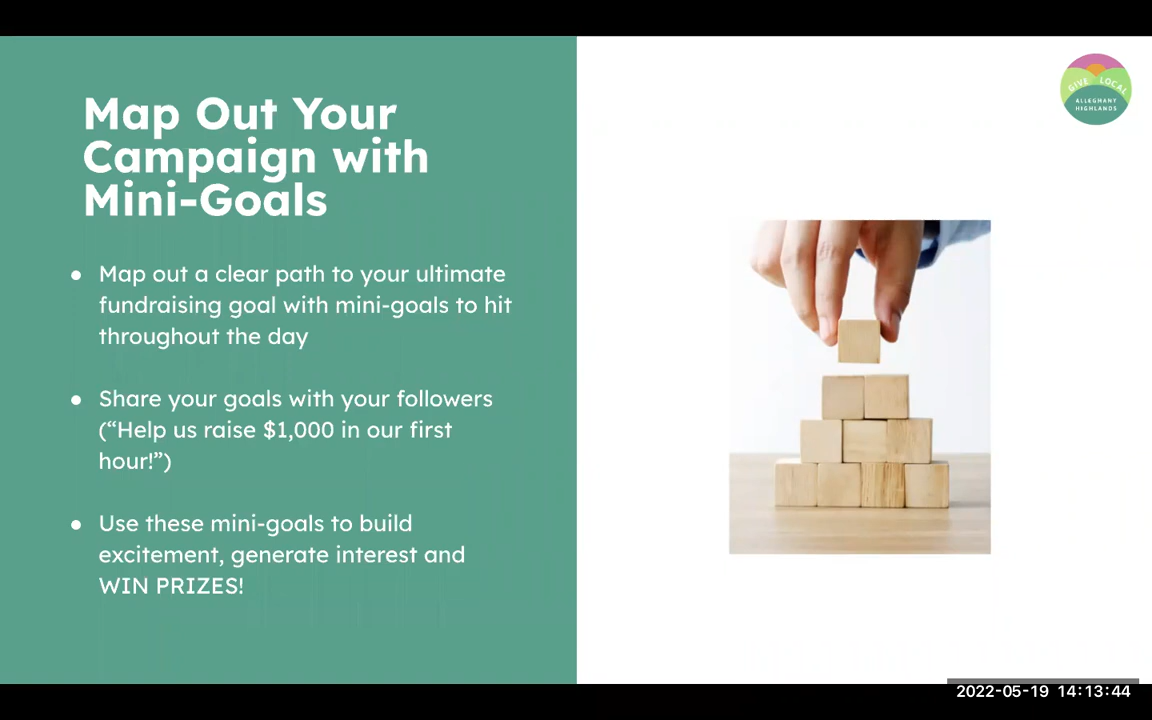 GIVE LOCAL
ALLEGHANY
HIGHLANDS
Map Out Your
Campaign with
Mini-Goals
● Map out a clear path to your ultimate
fundraising goal with mini-goals to hit
throughout the day
● Share your goals with your followers
(“Help us raise $1,000 in our first
hour!”)
● Use these mini-goals to build
excitement, generate interest and
WIN PRIZES!
2022-05-19 14:13:44